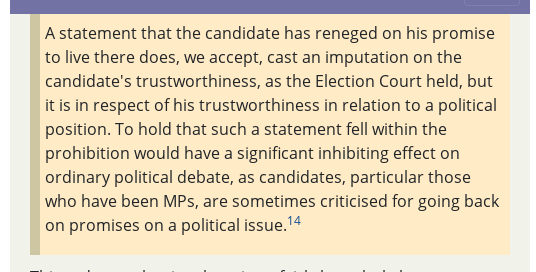 A statement that the candidate has reneged on his promise
to live there does, we accept, cast an imputation on the
candidate's trustworthiness, as the Election Court held, but
it is in respect of his trustworthiness in relation to a political
position. To hold that such a statement fell within the
prohibition would have a significant inhibiting effect on
ordinary political debate, as candidates, particular those
who have been MPs, are sometimes criticised for going back
on promises on a political issue.14